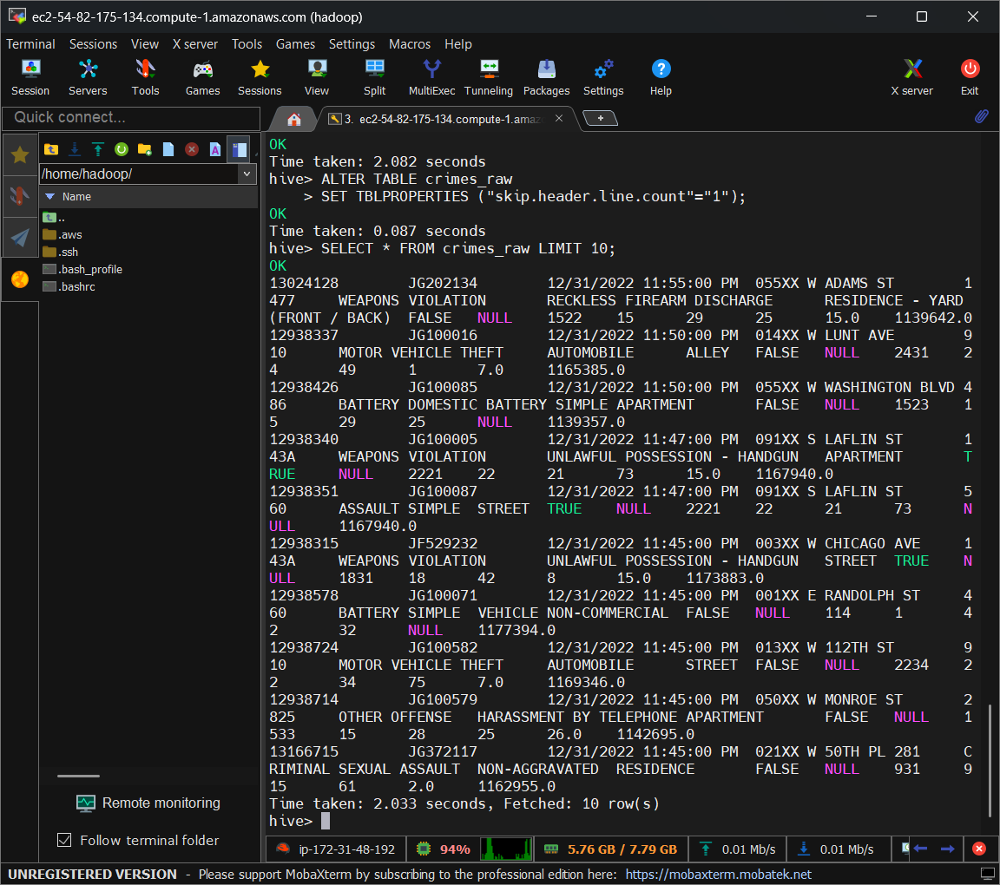 ec2-54-82-175-134.compute-1.amazonaws.com (hadoop)
Terminal Sessions View X server Tools Games Settings Macros Help
Session Servers Tools Games Sessions View Split MultiExec Tunneling Packages Settings Help X server Exit
Quick connect...
3. ec2-54-82-175-134.compute-1.amaz
/home/hadoop/
Name
..
.aws
.ssh
.bash_profile
.bashrc
Remote monitoring
Follow terminal folder
OK
Time taken: 2.082 seconds
hive> ALTER TABLE crimes_raw
    > SET TBLPROPERTIES ("skip.header.line.count"="1");
OK
Time taken: 0.087 seconds
hive> SELECT * FROM crimes_raw LIMIT 10;
OK
13024128        JG202134        12/31/2022 11:55:00 PM  055XX W ADAMS ST        1
477     WEAPONS VIOLATION       RECKLESS FIREARM DISCHARGE      RESIDENCE - YARD
(FRONT / BACK)  FALSE   NULL    1522    15      29      25      15.0    1139642.0
12938337        JG100016        12/31/2022 11:50:00 PM  014XX W LUNT AVE        9
10      MOTOR VEHICLE THEFT     AUTOMOBILE      ALLEY   FALSE   NULL    2431    2
4       49      1       7.0     1165385.0
12938426        JG100085        12/31/2022 11:50:00 PM  055XX W WASHINGTON BLVD 4
86      BATTERY DOMESTIC BATTERY SIMPLE APARTMENT       FALSE   NULL    1523    1
5       29      25      NULL    1139357.0
12938340        JG100005        12/31/2022 11:47:00 PM  091XX S LAFLIN ST       1
43A     WEAPONS VIOLATION       UNLAWFUL POSSESSION - HANDGUN   APARTMENT       T
RUE     NULL    2221    22      21      73      15.0    1167940.0
12938351        JG100087        12/31/2022 11:47:00 PM  091XX S LAFLIN ST       5
60      ASSAULT SIMPLE  STREET  TRUE    NULL    2221    22      21      73      N
ULL     1167940.0
12938315        JF529232        12/31/2022 11:45:00 PM  003XX W CHICAGO AVE     1
43A     WEAPONS VIOLATION       UNLAWFUL POSSESSION - HANDGUN   STREET  TRUE    N
ULL     1831    18      42      8       15.0    1173883.0
12938578        JG100071        12/31/2022 11:45:00 PM  001XX E RANDOLPH ST     4
60      BATTERY SIMPLE  VEHICLE NON-COMMERCIAL  FALSE   NULL    114     1       4
2       32      NULL    1177394.0
12938724        JG100582        12/31/2022 11:45:00 PM  013XX W 112TH ST        9
10      MOTOR VEHICLE THEFT     AUTOMOBILE      STREET  FALSE   NULL    2234    2
2       34      75      7.0     1169346.0
12938714        JG100579        12/31/2022 11:45:00 PM  050XX W MONROE ST       2
825     OTHER OFFENSE   HARASSMENT BY TELEPHONE APARTMENT       FALSE   NULL    1
533     15      28      25      26.0    1142695.0
13166715        JG372117        12/31/2022 11:45:00 PM  021XX W 50TH PL 281     C
RIMINAL SEXUAL ASSAULT  NON-AGGRAVATED  RESIDENCE       FALSE   NULL    931     9
15      61      2.0     1162955.0
Time taken: 2.033 seconds, Fetched: 10 row(s)
hive>
ip-172-31-48-192 94% 5.76 GB / 7.79 GB 0.01 Mb/s 0.01 Mb/s
UNREGISTERED VERSION - Please support MobaXterm by subscribing to the professional edition here: https://mobaxterm.mobatek.net